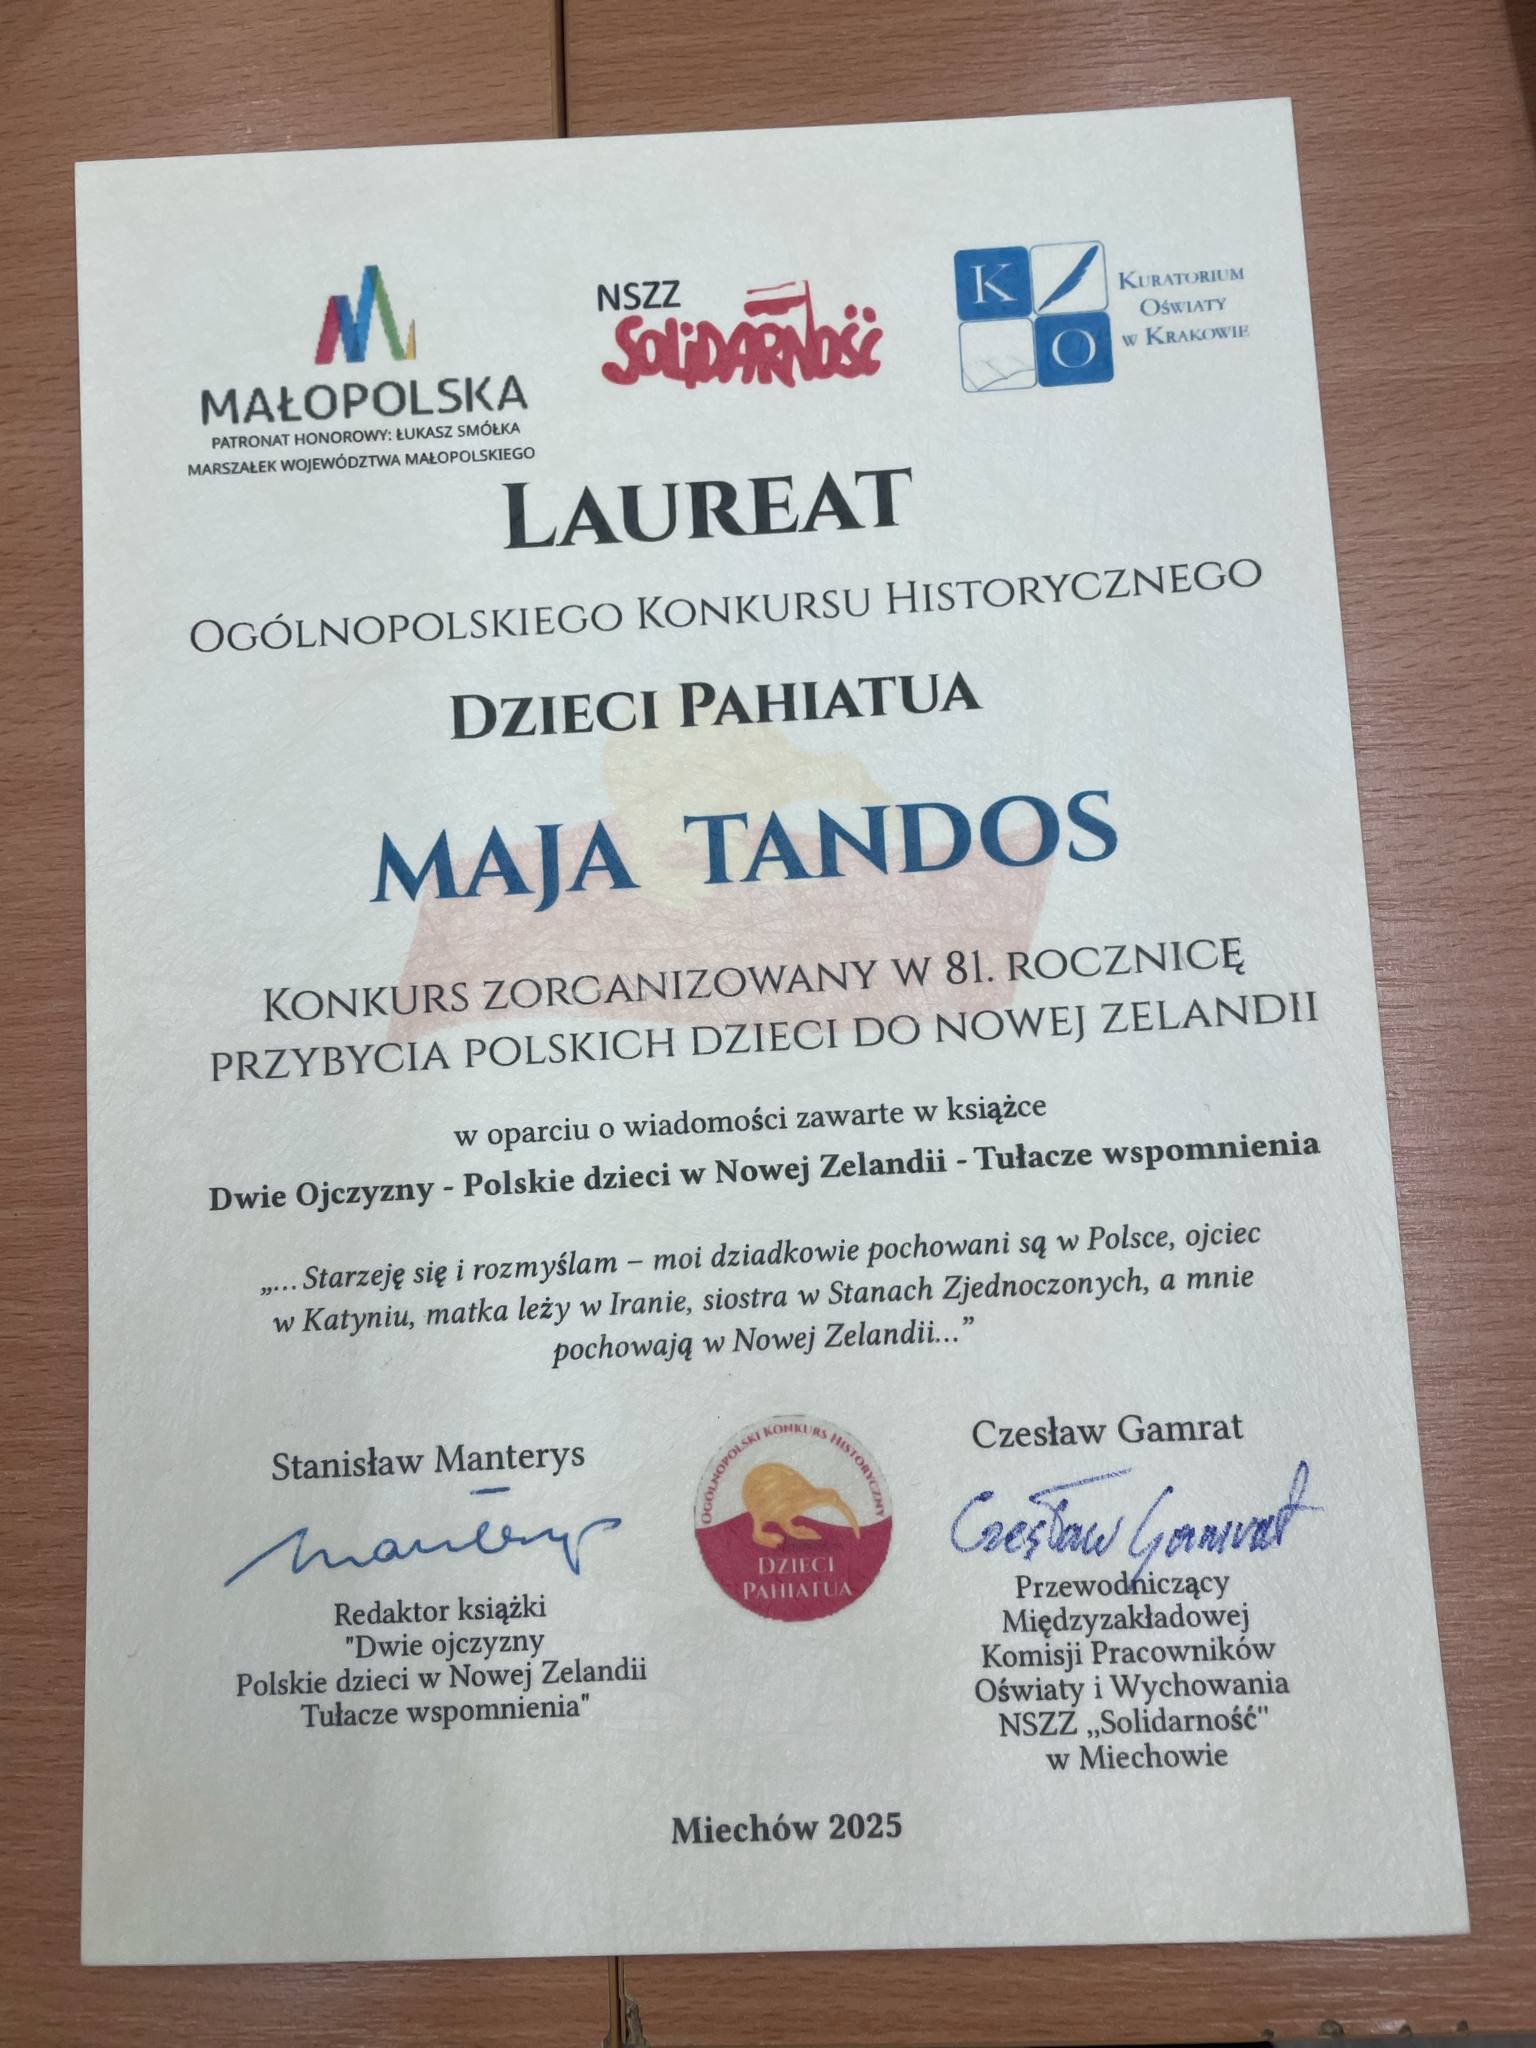 MAŁOPOLSKA
PATRONAT HONOROWY: ŁUKASZ SMÓŁKA
MARSZAŁEK WOJEWÓDZTWA MAŁOPOLSKIEGO
NSZZ
SOLIDARNOŚĆ
K
O
KURATORIUM
OŚWIATY
W KRAKOWIE
LAUREAT
OGÓLNOPOLSKIEGO KONKURSU HISTORYCZNEGO
DZIECI PAHIATUA
MAJA TANDOS
KONKURS ZORGANIZOWANY W 81. ROCZNICĘ
PRZYBYCIA POLSKICH DZIECI DO NOWEJ ZELANDII
w oparciu o wiadomości zawarte w książce
Dwie Ojczyzny - Polskie dzieci w Nowej Zelandii - Tułacze wspomnienia
„…Starzeję się i rozmyślam – moi dziadkowie pochowani są w Polsce, ojciec
w Katyniu, matka leży w Iranie, siostra w Stanach Zjednoczonych, a mnie
pochowają w Nowej Zelandii…”
Stanisław Manterys
Manterys
Redaktor książki
"Dwie ojczyzny
Polskie dzieci w Nowej Zelandii
Tułacze wspomnienia"
OGÓLNOPOLSKI KONKURS HISTORYCZNY
DZIECI
PAHIATUA
Czesław Gamrat
Czesław Gamrat
Przewodniczący
Międzyzakładowej
Komisji Pracowników
Oświaty i Wychowania
NSZZ „Solidarność"
w Miechowie
Miechów 2025